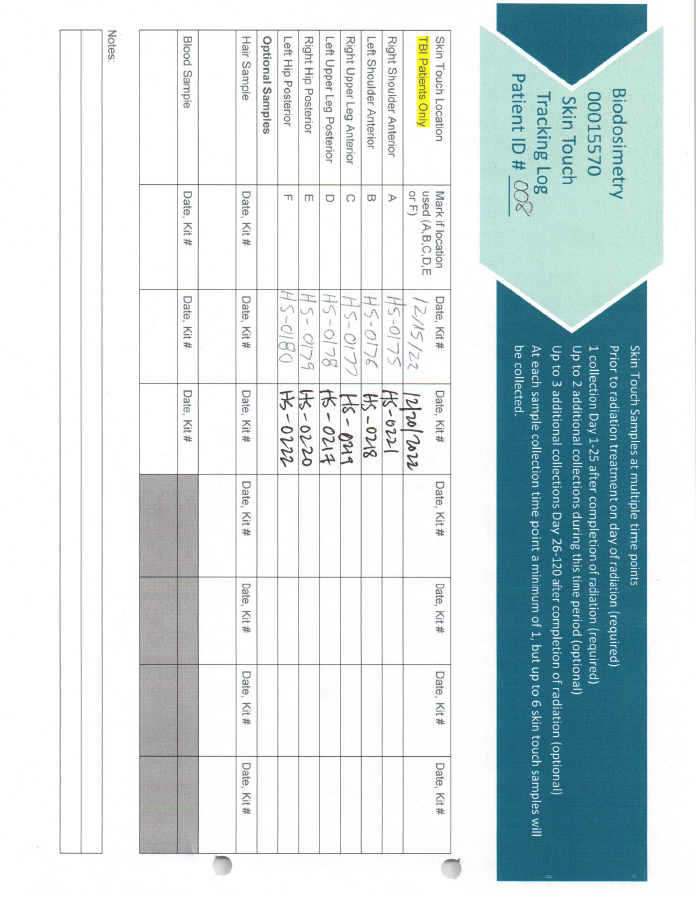 Biodosimetry
00015570
Skin Touch
Tracking Log
Patient ID # 008
Skin Touch Samples at multiple time points
Prior to radiation treatment on day of radiation (required)
1 collection Day 1-25 after completion of radiation (required)
Up to 2 additional collections during this time period (optional)
Up to 3 additional collections Day 26-120 after completion of radiation (optional)
At each sample collection time point a minimum of 1, but up to 6 skin touch samples will
be collected.
Skin Touch Location Mark if location Date, Kit # Date, Kit # Date, Kit # Date, Kit # Date, Kit # Date, Kit #
TBI Patients Only used (A,B,C,D,E or F) 12/15/22 12/20/2022
Right Shoulder Anterior A HS-0175 HS-0221
Left Shoulder Anterior B HS-0176 HS-0218
Right Upper Leg Anterior C HS-0177 HS-0219
Left Upper Leg Posterior D HS-0178 HS-0217
Right Hip Posterior E HS-0179 HS-0220
Left Hip Posterior F HS-0180 HS-0222
Optional Samples
Hair Sample Date, Kit # Date, Kit # Date, Kit # Date, Kit # Date, Kit # Date, Kit # Date, Kit #
Blood Sample Date, Kit # Date, Kit # Date, Kit #
Notes: